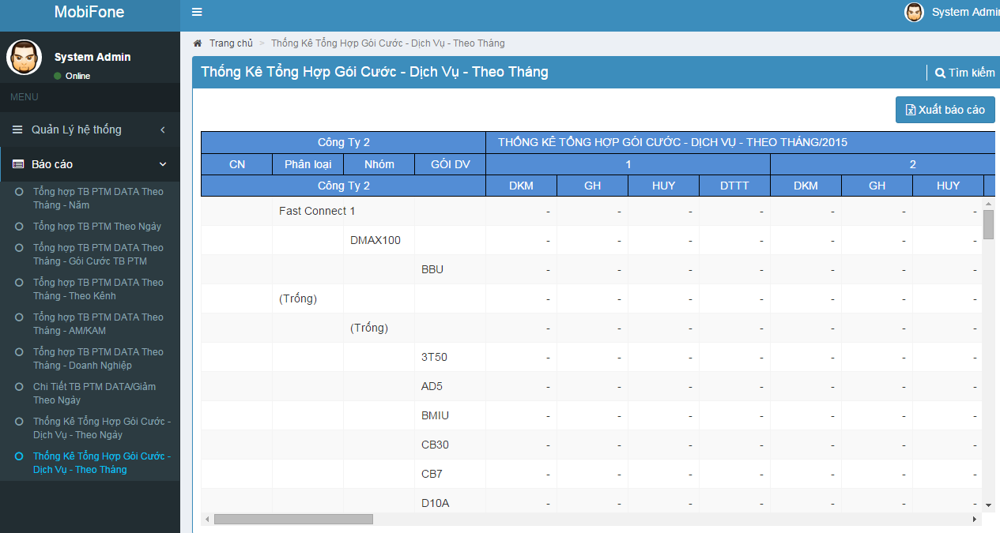 MobiFone
System Admin
System Admin
Online
MENU
Quản Lý hệ thống
Báo cáo
Tổng hợp TB PTM DATA Theo
Tháng - Năm
Tổng hợp TB PTM Theo Ngày
Tổng hợp TB PTM DATA Theo
Tháng - Gói Cước TB PTM
Tổng hợp TB PTM DATA Theo
Tháng - Theo Kênh
Tổng hợp TB PTM DATA Theo
Tháng - AM/KAM
Tổng hợp TB PTM DATA Theo
Tháng - Doanh Nghiệp
Chi Tiết TB PTM DATA/Giảm
Theo Ngày
Thống Kê Tổng Hợp Gói Cước -
Dịch Vụ - Theo Ngày
Thống Kê Tổng Hợp Gói Cước -
Dịch Vụ - Theo Tháng
Trang chủ > Thống Kê Tổng Hợp Gói Cước - Dịch Vụ - Theo Tháng
Thống Kê Tổng Hợp Gói Cước - Dịch Vụ - Theo Tháng
Tìm kiếm
Xuất báo cáo
Công Ty 2 THỐNG KÊ TỔNG HỢP GÓI CƯỚC - DỊCH VỤ - THEO THÁNG/2015
CN Phân loại Nhóm GÓI DV 1 2
Công Ty 2 DKM GH HUY DTTT DKM GH HUY
Fast Connect 1 - - - - - - -
DMAX100 - - - - - - -
BBU - - - - - - -
(Trống) - - - - - - -
(Trống) - - - - - - -
3T50 - - - - - - -
AD5 - - - - - - -
BMIU - - - - - - -
CB30 - - - - - - -
CB7 - - - - - - -
D10A - - - - - - -